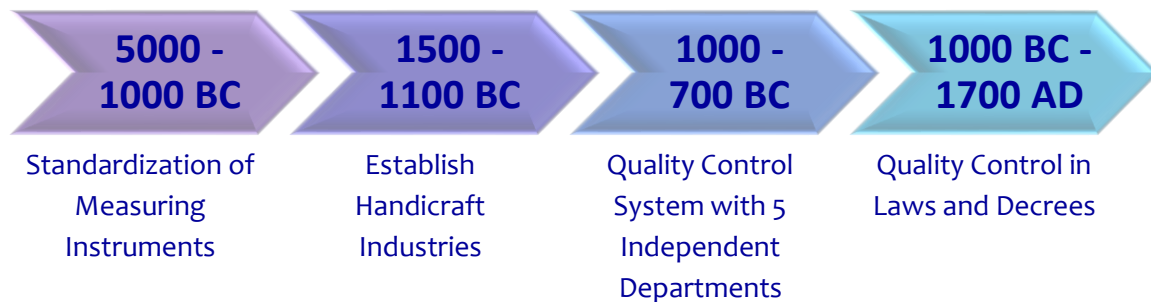 5000 -
1000 BC
Standardization of
Measuring
Instruments
1500 -
1100 BC
Establish
Handicraft
Industries
1000 -
700 BC
Quality Control
System with 5
Independent
Departments
1000 BC -
1700 AD
Quality Control in
Laws and Decrees